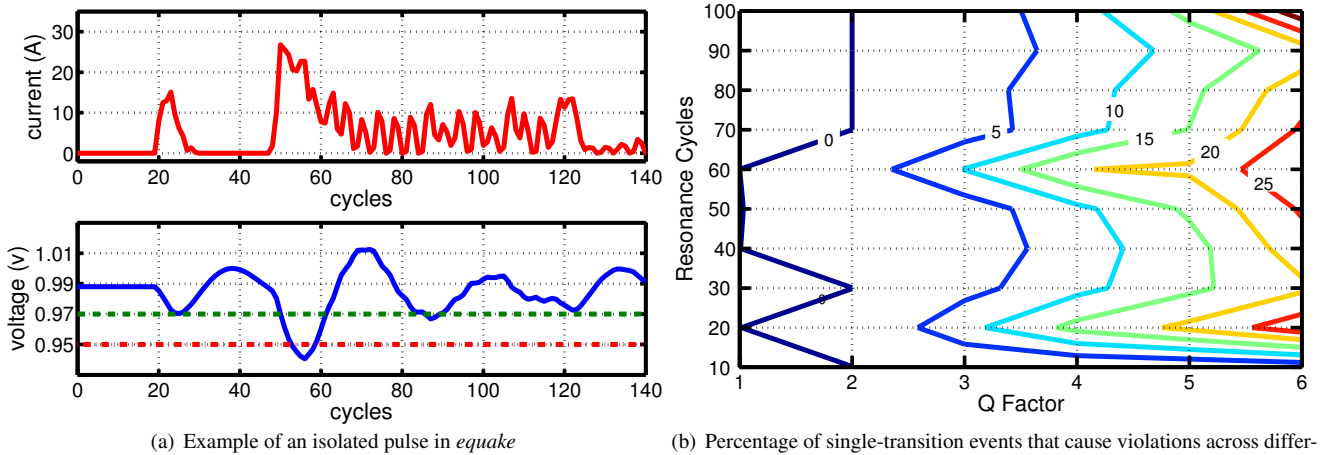 30
20
10
0
current (A)
0 20 40 60 80 100 120 140
cycles
1.01
0.99
0.97
0.95
voltage (v)
0 20 40 60 80 100 120 140
cycles
(a) Example of an isolated pulse in equake
100
90
80
70
60
50
40
30
20
10
Resonance Cycles
0
5
10
15
20
25
0
1 2 3 4 5 6
Q Factor
(b) Percentage of single-transition events that cause violations across differ-